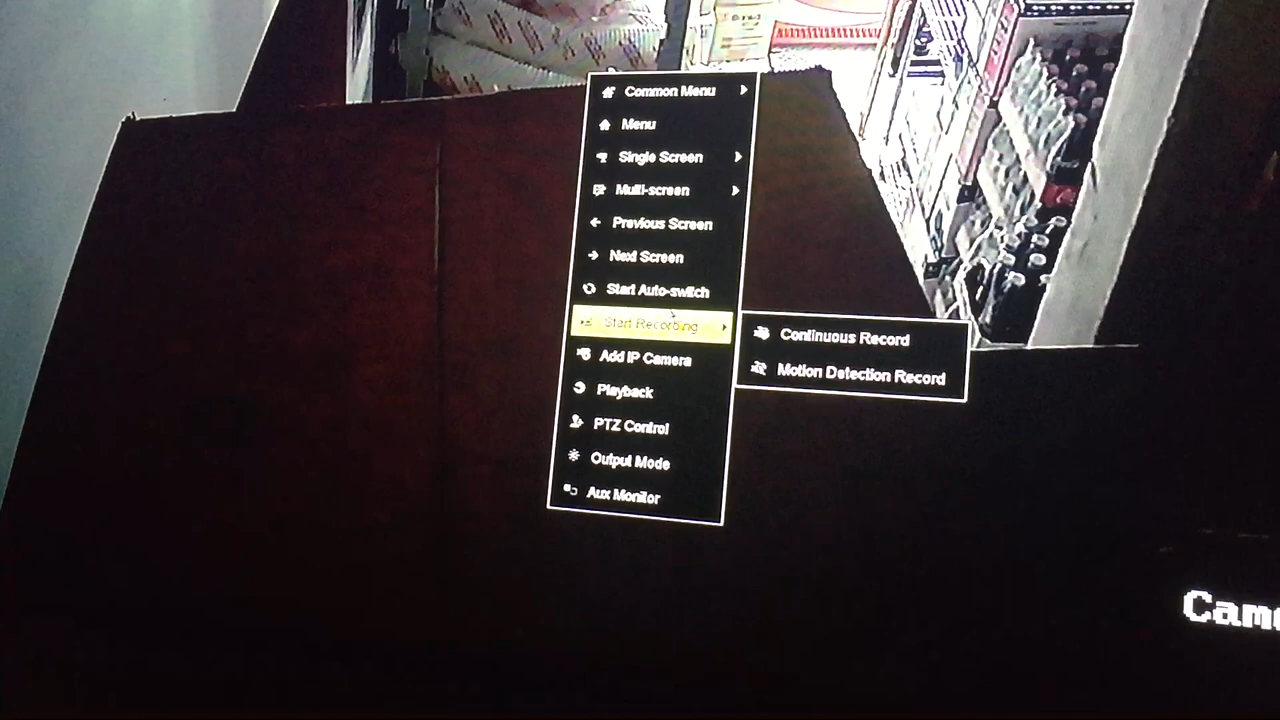 Common Menu
Menu
Single Screen
Multi-screen
Previous Screen
Next Screen
Start Auto-switch
Start Recording
Continuous Record
Motion Detection Record
Add IP Camera
Playback
PTZ Control
Output Mode
Aux Monitor
Cam